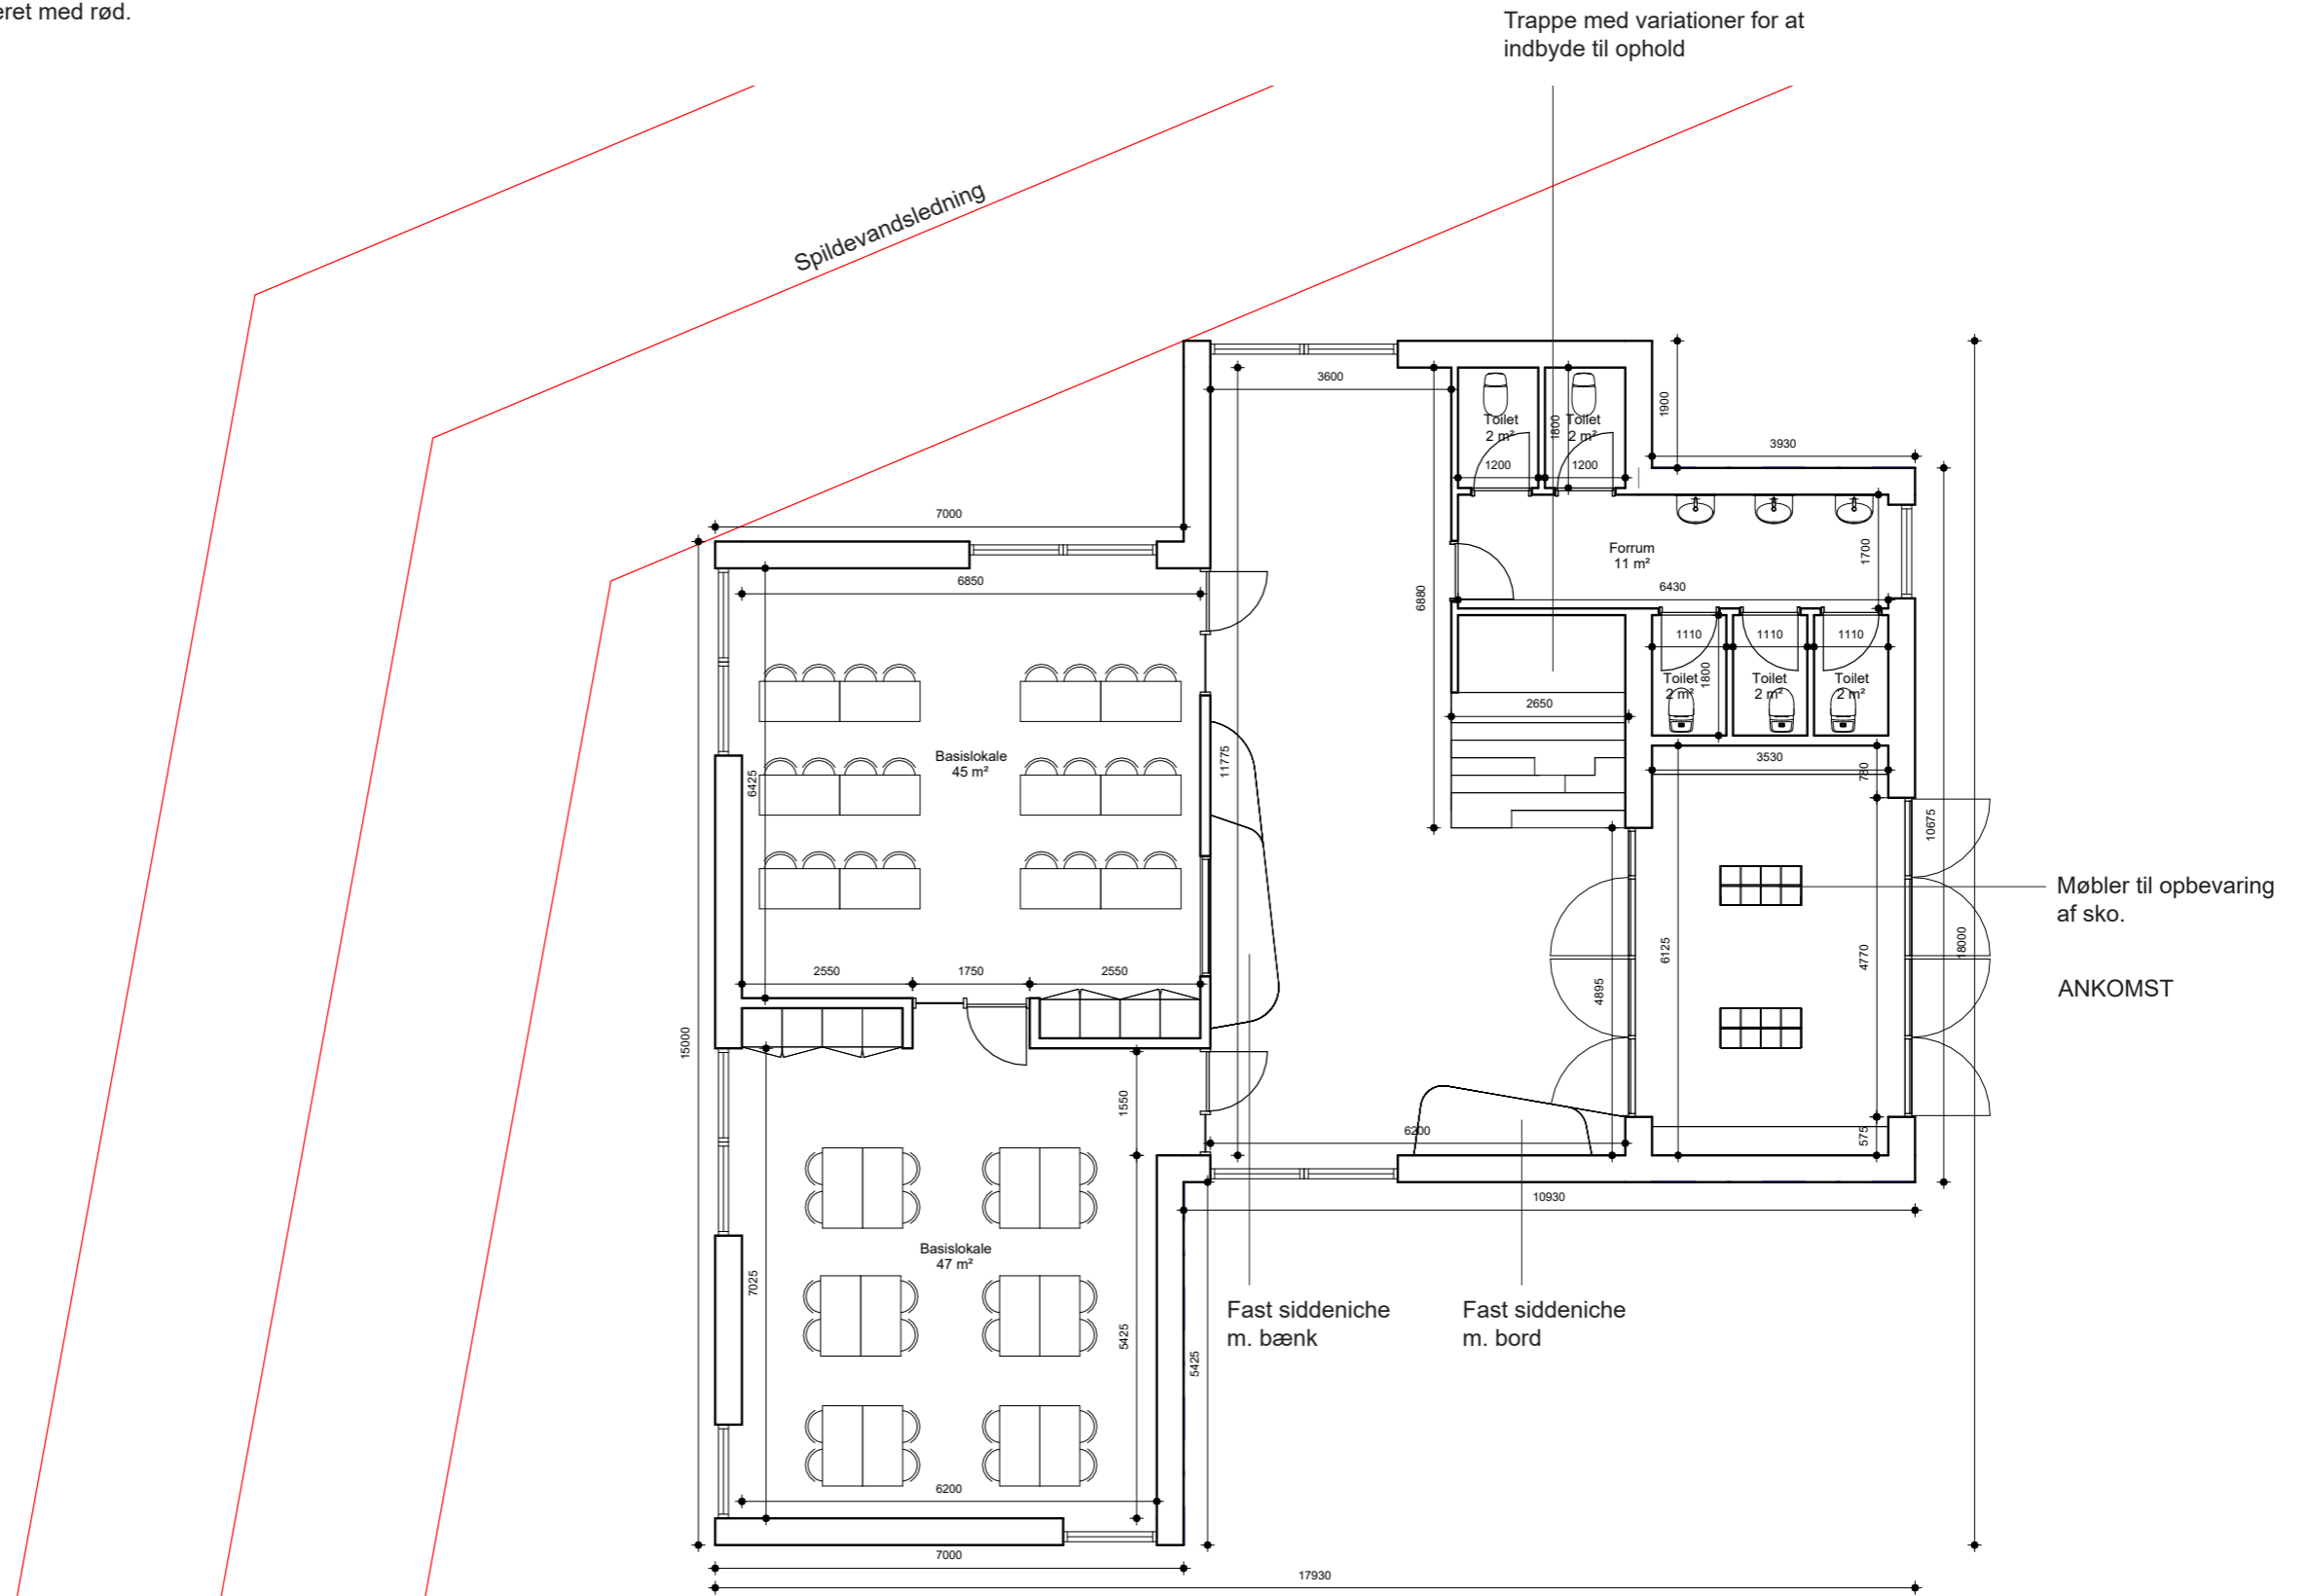 eret med rød.
Trappe med variationer for at
indbyde til ophold
Spildevandsledning
3600
1900
3930
Toilet
2 m²
1800
Toilet
2 m²
1200
1200
7000
Forrum
11 m²
1700
6430
6850
6880
1110
1110
1110
Toilet
2 m²
1800
Toilet
2 m²
Toilet
2 m²
2650
Basislokale
45 m²
6425
11775
3530
780
10675
Møbler til opbevaring
af sko.
2550
1750
2550
4895
6125
4770
18000
ANKOMST
15000
1550
6200
575
10930
Basislokale
47 m²
7025
5425
5425
Fast siddeniche
m. bænk
Fast siddeniche
m. bord
6200
7000
17930